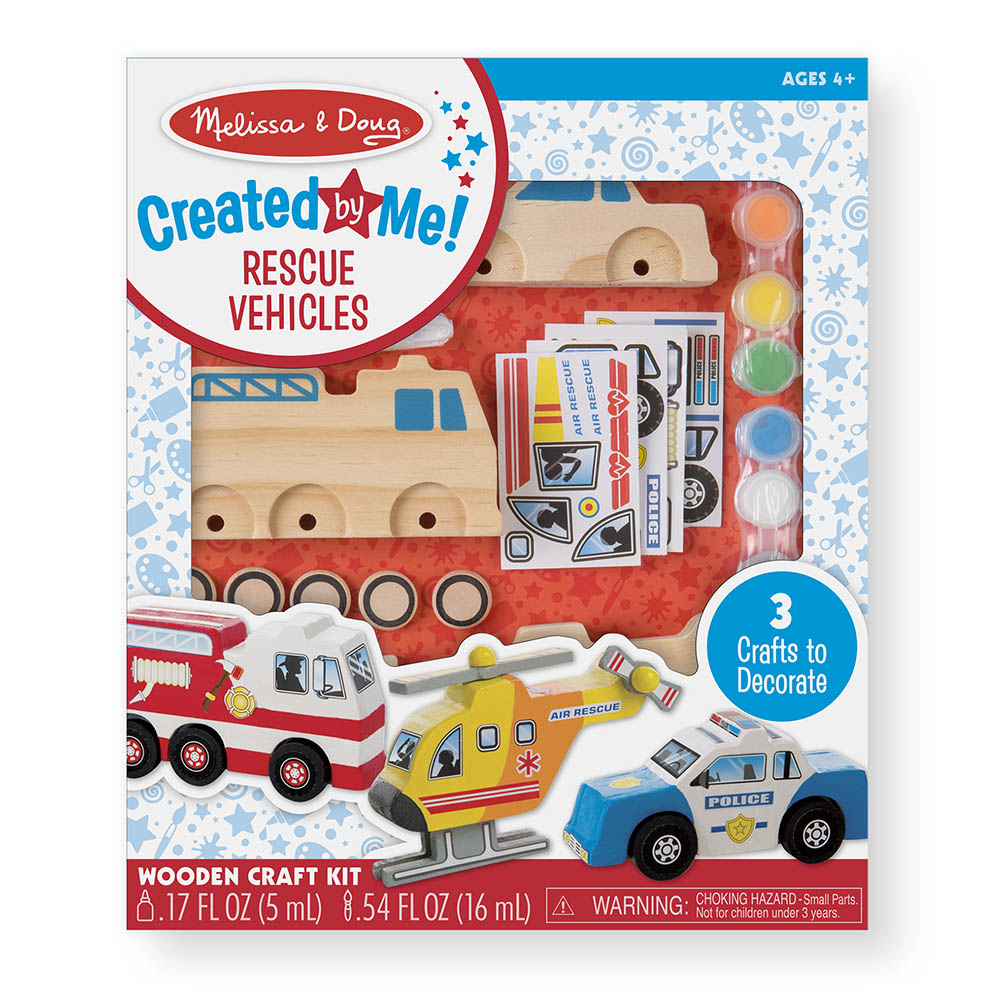 AGES 4+
Melissa & Doug®
Created by Me!
RESCUE
VEHICLES
AIR RESCUE
AIR RESCUE
POLICE
POLICE
POLICE
3
Crafts to
Decorate
AIR RESCUE
POLICE
WOODEN CRAFT KIT
.17 FL OZ (5 mL) .54 FL OZ (16 mL)
WARNING: CHOKING HAZARD - Small Parts.
Not for children under 3 years.